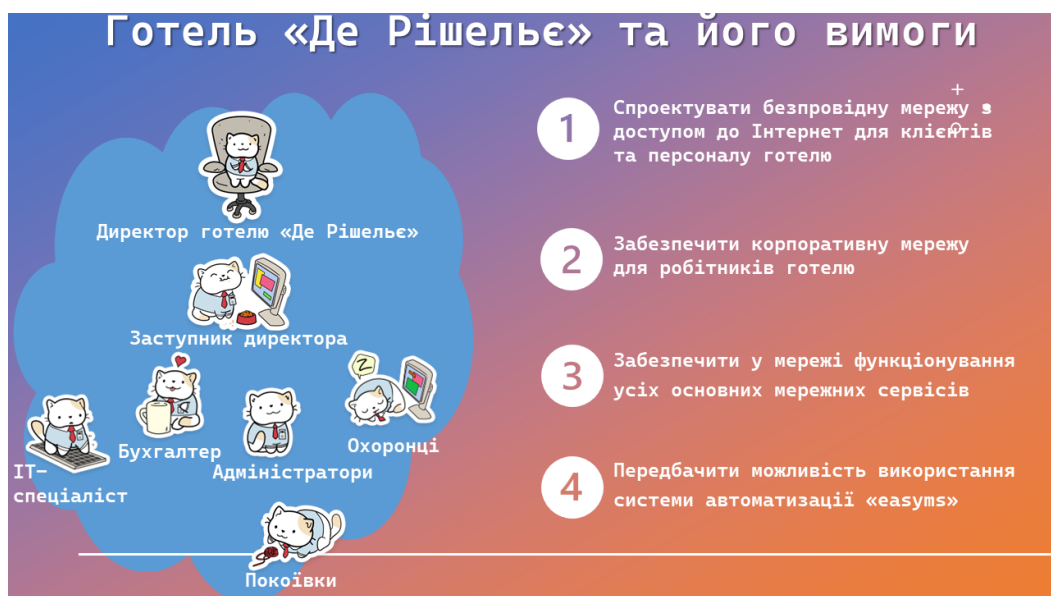 Готель «Де Рішельє» та його вимоги
Директор готелю «Де Рішельє»
Заступник директора
Бухгалтер
Охоронці
ІТ-
спеціаліст
Адміністратори
Покоївки
Z
1
Спроектувати безпровідну мережу з
доступом до Інтернет для клієнтів
та персоналу готелю
2
Забезпечити корпоративну мережу
для робітників готелю
3
Забезпечити у мережі функціонування
усіх основних мережних сервісів
4
Передбачити можливість використання
системи автоматизації «easyms»